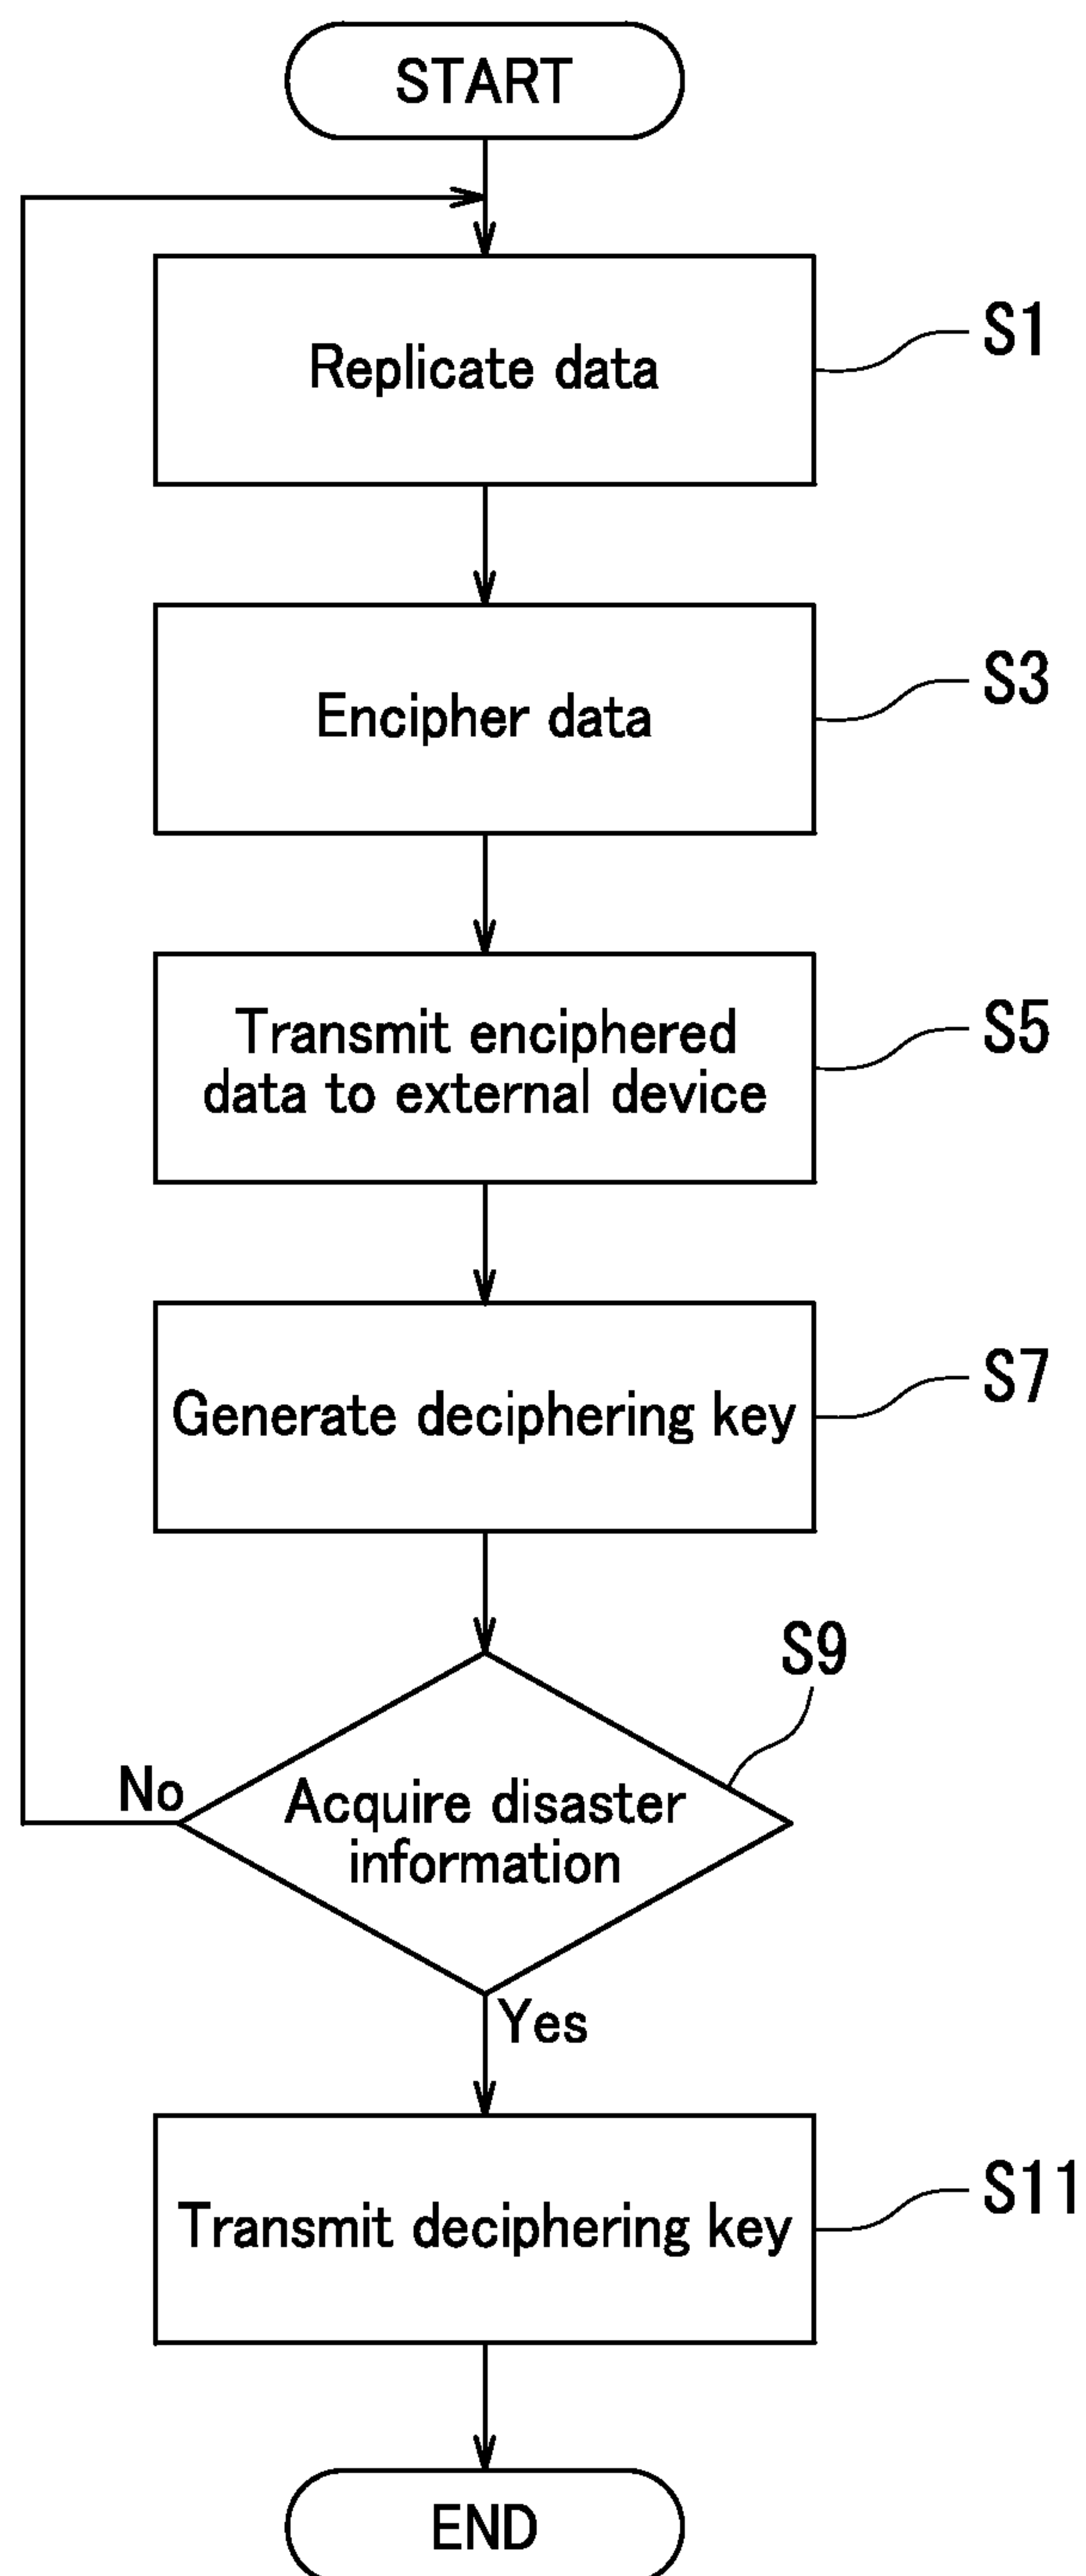 START
Replicate data
S1
Encipher data
S3
Transmit enciphered
data to external device
S5
Generate deciphering key
S7
S9
Acquire disaster
information
No
Yes
Transmit deciphering key
S11
END